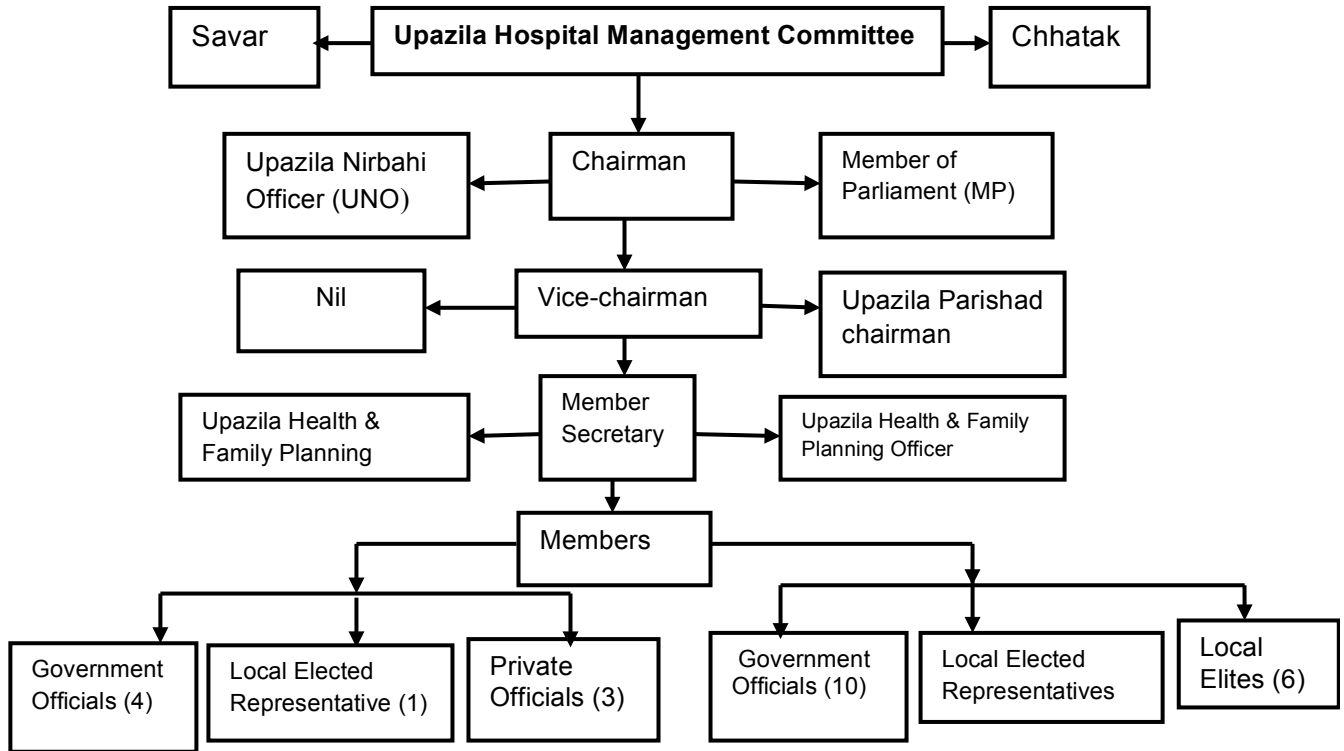 Savar
Upazila Hospital Management Committee
Chhatak
Upazila Nirbahi
Officer (UNO)
Chairman
Member of
Parliament (MP)
Nil
Vice-chairman
Upazila Parishad
chairman
Upazila Health &
Family Planning
Member
Secretary
Upazila Health & Family
Planning Officer
Members
Government
Officials (4)
Local Elected
Representative (1)
Private
Officials (3)
Government
Officials (10)
Local Elected
Representatives
Local
Elites (6)